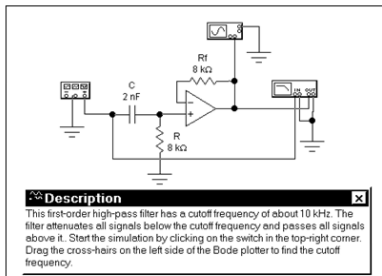 Rf
8 kΩ
C
2 nF
IN OUT
R
8 kΩ
Description
This first-order high-pass filter has a cutoff frequency of about 10 kHz. The
filter attenuates all signals below the cutoff frequency and passes all signals
above it.. Start the simulation by clicking on the switch in the top-right corner.
Drag the cross-hairs on the left side of the Bode plotter to find the cutoff
frequency.